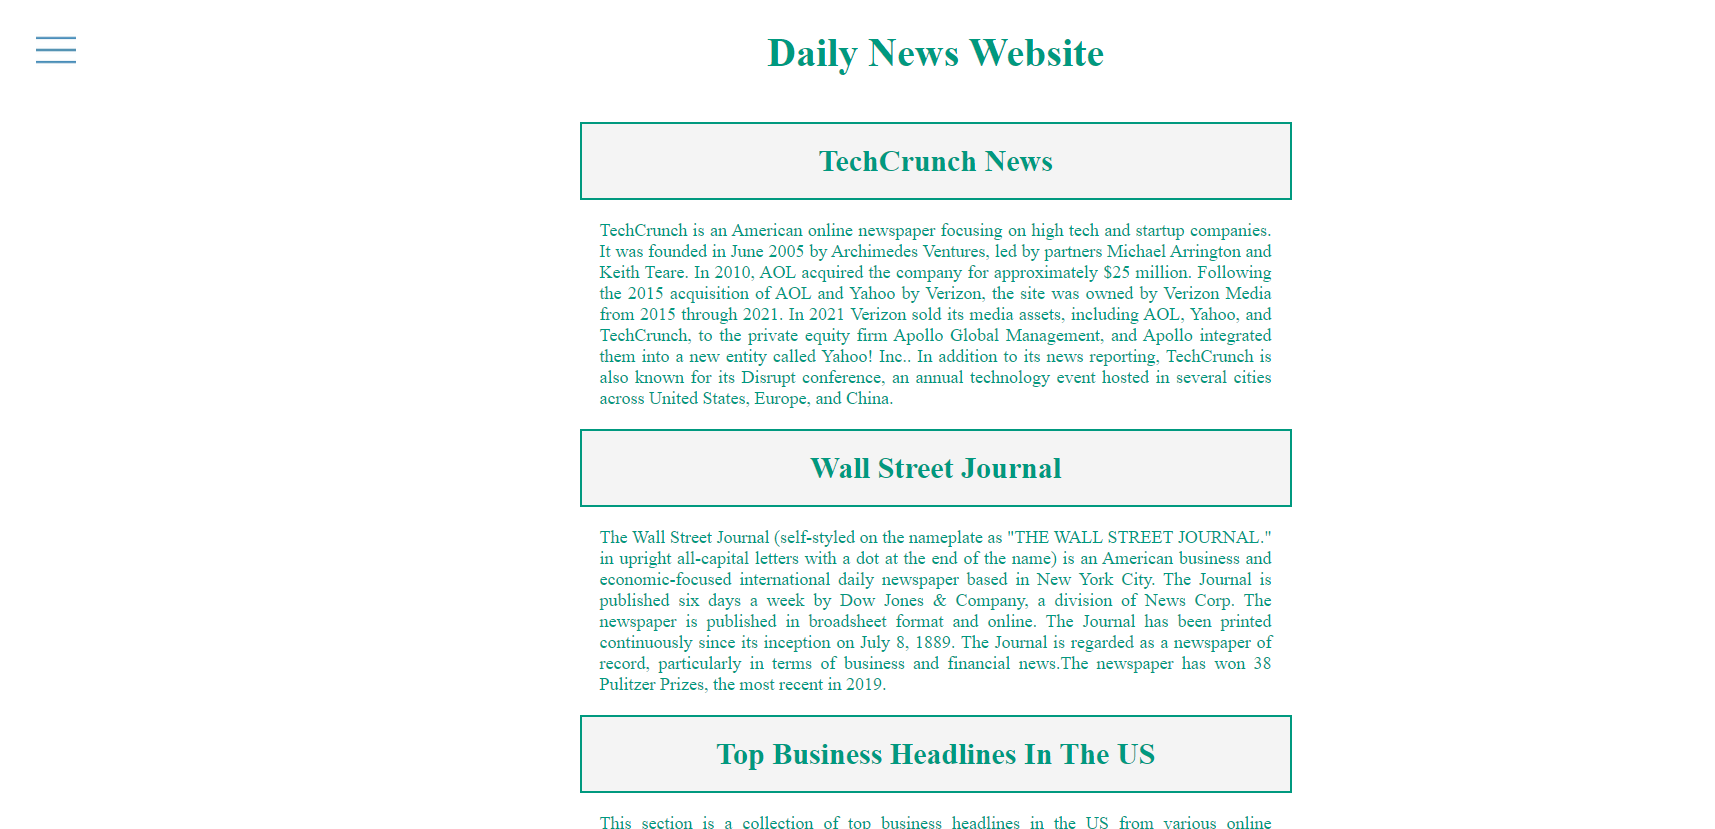 Daily News Website
TechCrunch News
TechCrunch is an American online newspaper focusing on high tech and startup companies.
It was founded in June 2005 by Archimedes Ventures, led by partners Michael Arrington and
Keith Teare. In 2010, AOL acquired the company for approximately $25 million. Following
the 2015 acquisition of AOL and Yahoo by Verizon, the site was owned by Verizon Media
from 2015 through 2021. In 2021 Verizon sold its media assets, including AOL, Yahoo, and
TechCrunch, to the private equity firm Apollo Global Management, and Apollo integrated
them into a new entity called Yahoo! Inc.. In addition to its news reporting, TechCrunch is
also known for its Disrupt conference, an annual technology event hosted in several cities
across United States, Europe, and China.
Wall Street Journal
The Wall Street Journal (self-styled on the nameplate as "THE WALL STREET JOURNAL."
in upright all-capital letters with a dot at the end of the name) is an American business and
economic-focused international daily newspaper based in New York City. The Journal is
published six days a week by Dow Jones & Company, a division of News Corp. The
newspaper is published in broadsheet format and online. The Journal has been printed
continuously since its inception on July 8, 1889. The Journal is regarded as a newspaper of
record, particularly in terms of business and financial news.The newspaper has won 38
Pulitzer Prizes, the most recent in 2019.
Top Business Headlines In The US
This section is a collection of top business headlines in the US from various online